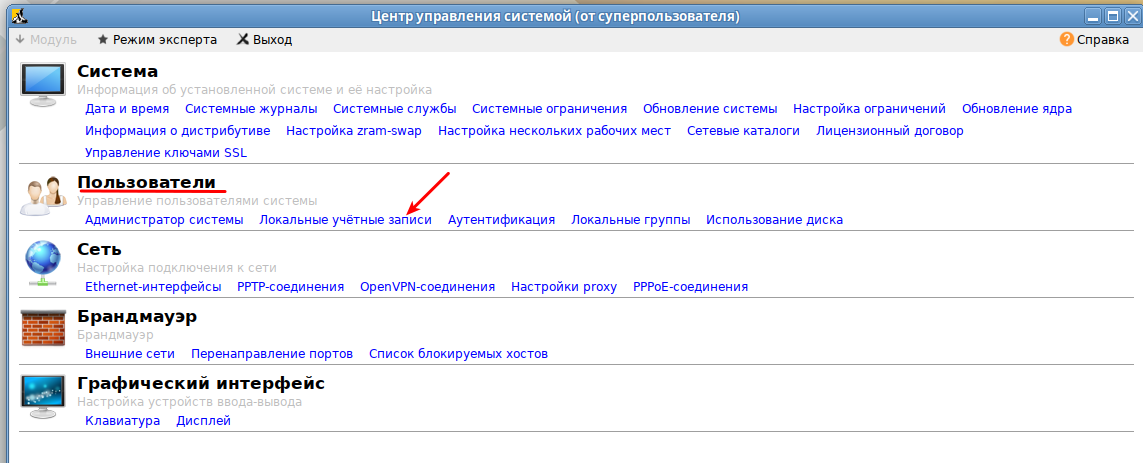 Центр управления системой (от суперпользователя)
Модуль Режим эксперта Выход Справка
Система
Информация об установленной системе и её настройка
Дата и время Системные журналы Системные службы Системные ограничения Обновление системы Настройка ограничений Обновление ядра
Информация о дистрибутиве Настройка zram-swap Настройка нескольких рабочих мест Сетевые каталоги Лицензионный договор
Управление ключами SSL
Пользователи
Управление пользователями системы
Администратор системы Локальные учётные записи Аутентификация Локальные группы Использование диска
Сеть
Настройка подключения к сети
Ethernet-интерфейсы PPTP-соединения OpenVPN-соединения Настройки proxy PPPoE-соединения
Брандмауэр
Брандмауэр
Внешние сети Перенаправление портов Список блокируемых хостов
Графический интерфейс
Настройка устройств ввода-вывода
Клавиатура Дисплей